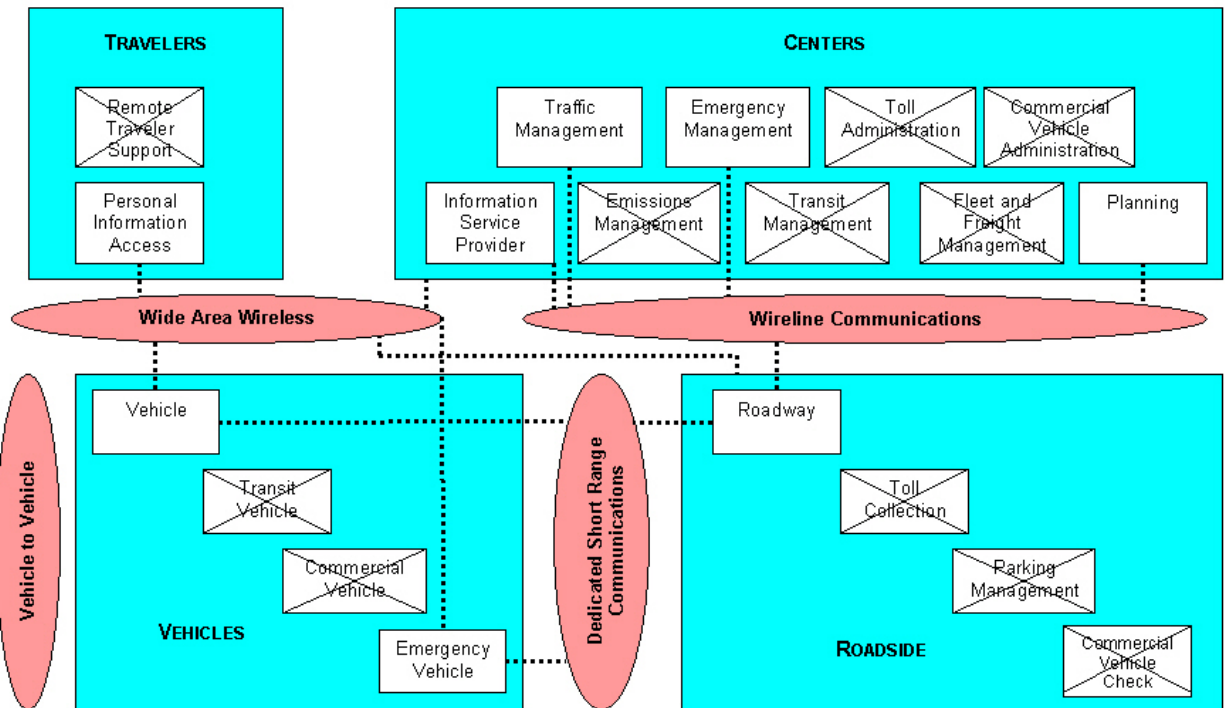 TRAVELERS
Remote
Traveler
Support
Personal
Information
Access
CENTERS
Traffic
Management
Emergency
Management
Toll
Administration
Commercial
Vehicle
Administration
Information
Service
Provider
Emissions
Management
Transit
Management
Fleet and
Freight
Management
Planning
Wide Area Wireless
Wireline Communications
Vehicle to Vehicle
Vehicle
Transit
Vehicle
Commercial
Vehicle
Emergency
Vehicle
VEHICLES
Dedicated Short Range
Communications
Roadway
Toll
Collection
Parking
Management
Commercial
Vehicle
Check
ROADSIDE